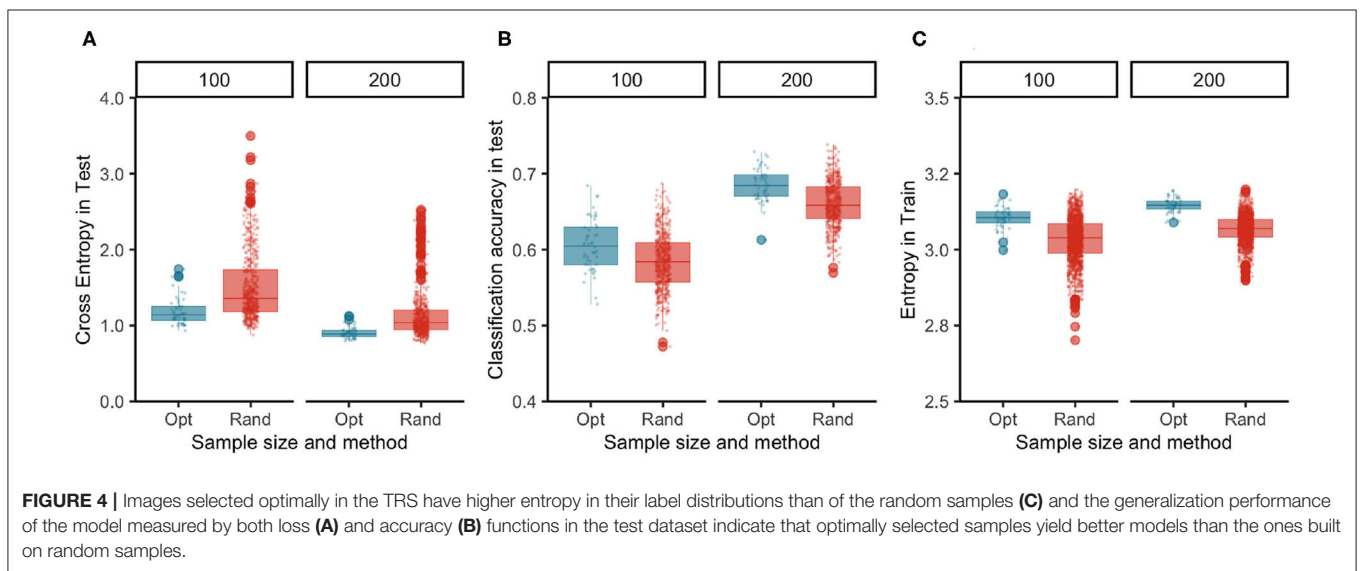 A
B
C
100
200
100
200
100
200
4.0
3.0
2.0
1.0
0.0
Cross Entropy in Test
Opt
Rand
Opt
Rand
Sample size and method
0.8
0.7
0.6
0.5
0.4
Classification accuracy in test
Opt
Rand
Opt
Rand
Sample size and method
3.5
3.2
3.0
2.8
2.5
Entropy in Train
Opt
Rand
Opt
Rand
Sample size and method
FIGURE 4 | Images selected optimally in the TRS have higher entropy in their label distributions than of the random samples (C) and the generalization performance
of the model measured by both loss (A) and accuracy (B) functions in the test dataset indicate that optimally selected samples yield better models than the ones built
on random samples.